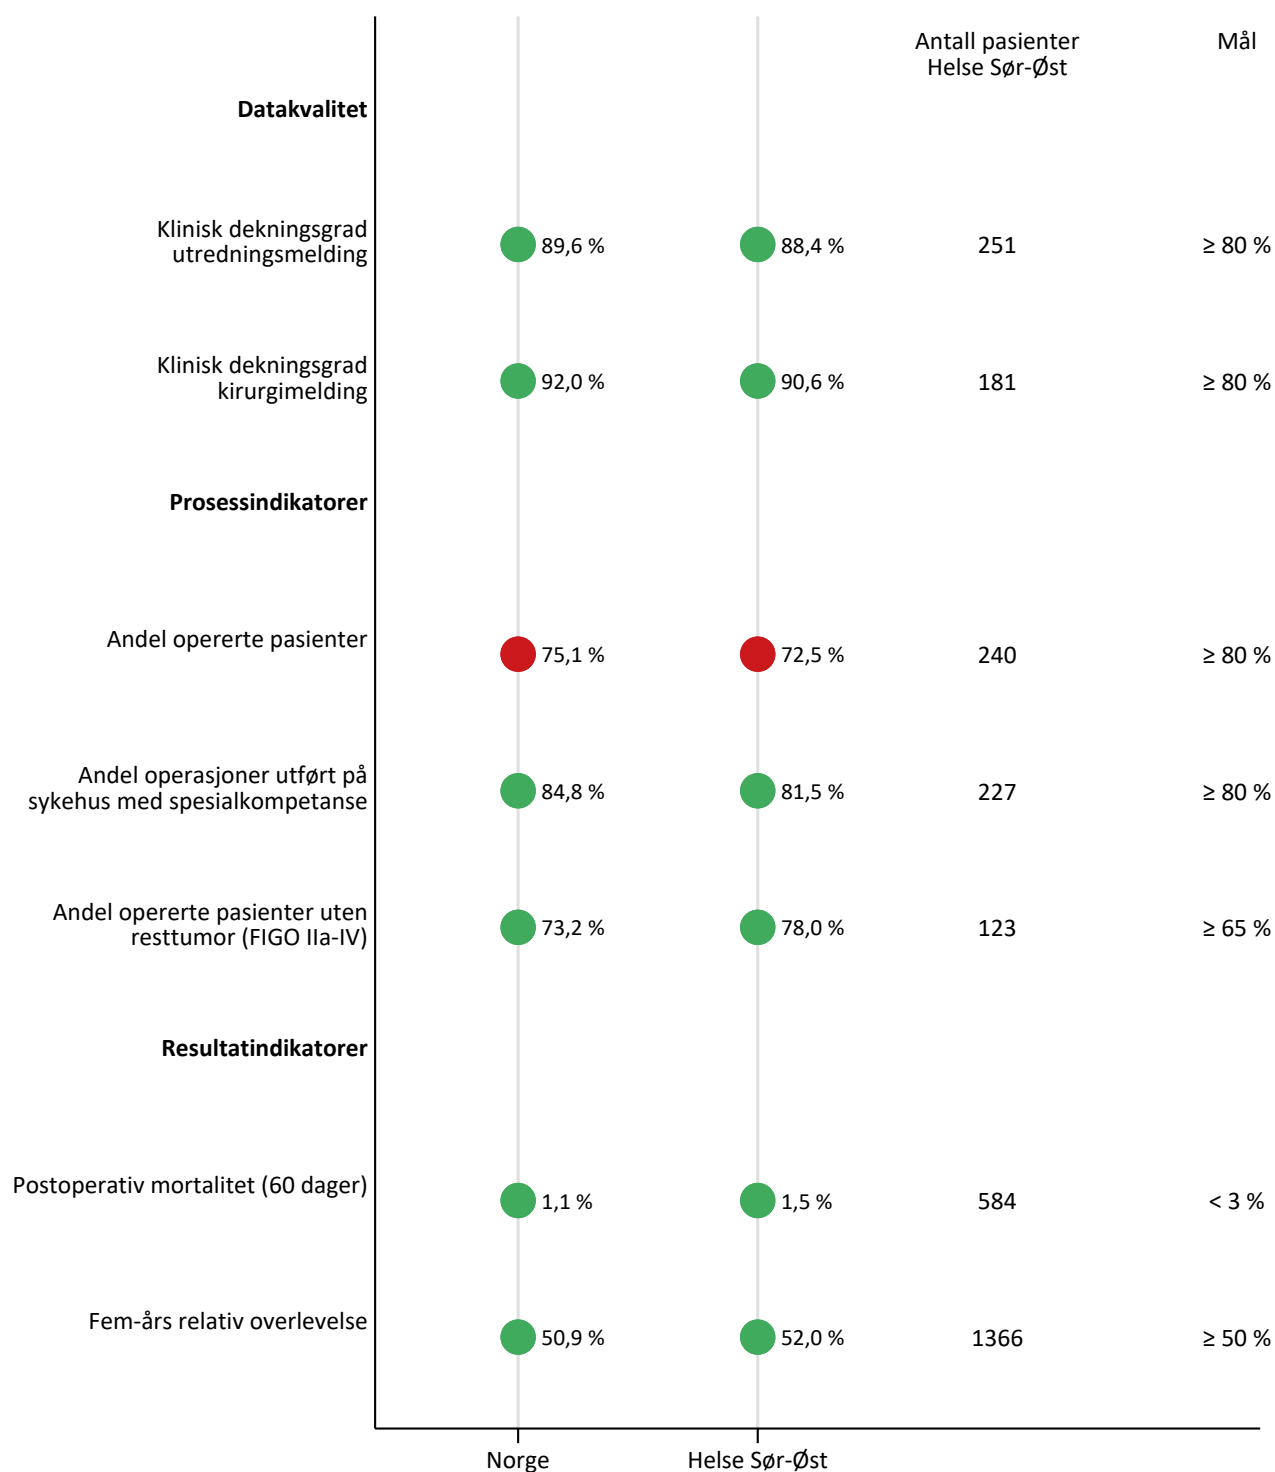 Antall pasienter
Helse Sør-Øst
Mål
Datakvalitet
Klinisk dekningsgrad
utredningsmelding
89,6 %
88,4 %
251
≥ 80 %
Klinisk dekningsgrad
kirurgimelding
92,0 %
90,6 %
181
≥ 80 %
Prosessindikatorer
Andel opererte pasienter
75,1 %
72,5 %
240
≥ 80 %
Andel operasjoner utført på
sykehus med spesialkompetanse
84,8 %
81,5 %
227
≥ 80 %
Andel opererte pasienter uten
resttumor (FIGO IIa-IV)
73,2 %
78,0 %
123
≥ 65 %
Resultatindikatorer
Postoperativ mortalitet (60 dager)
1,1 %
1,5 %
584
< 3 %
Fem-års relativ overlevelse
50,9 %
52,0 %
1366
≥ 50 %
Norge
Helse Sør-Øst